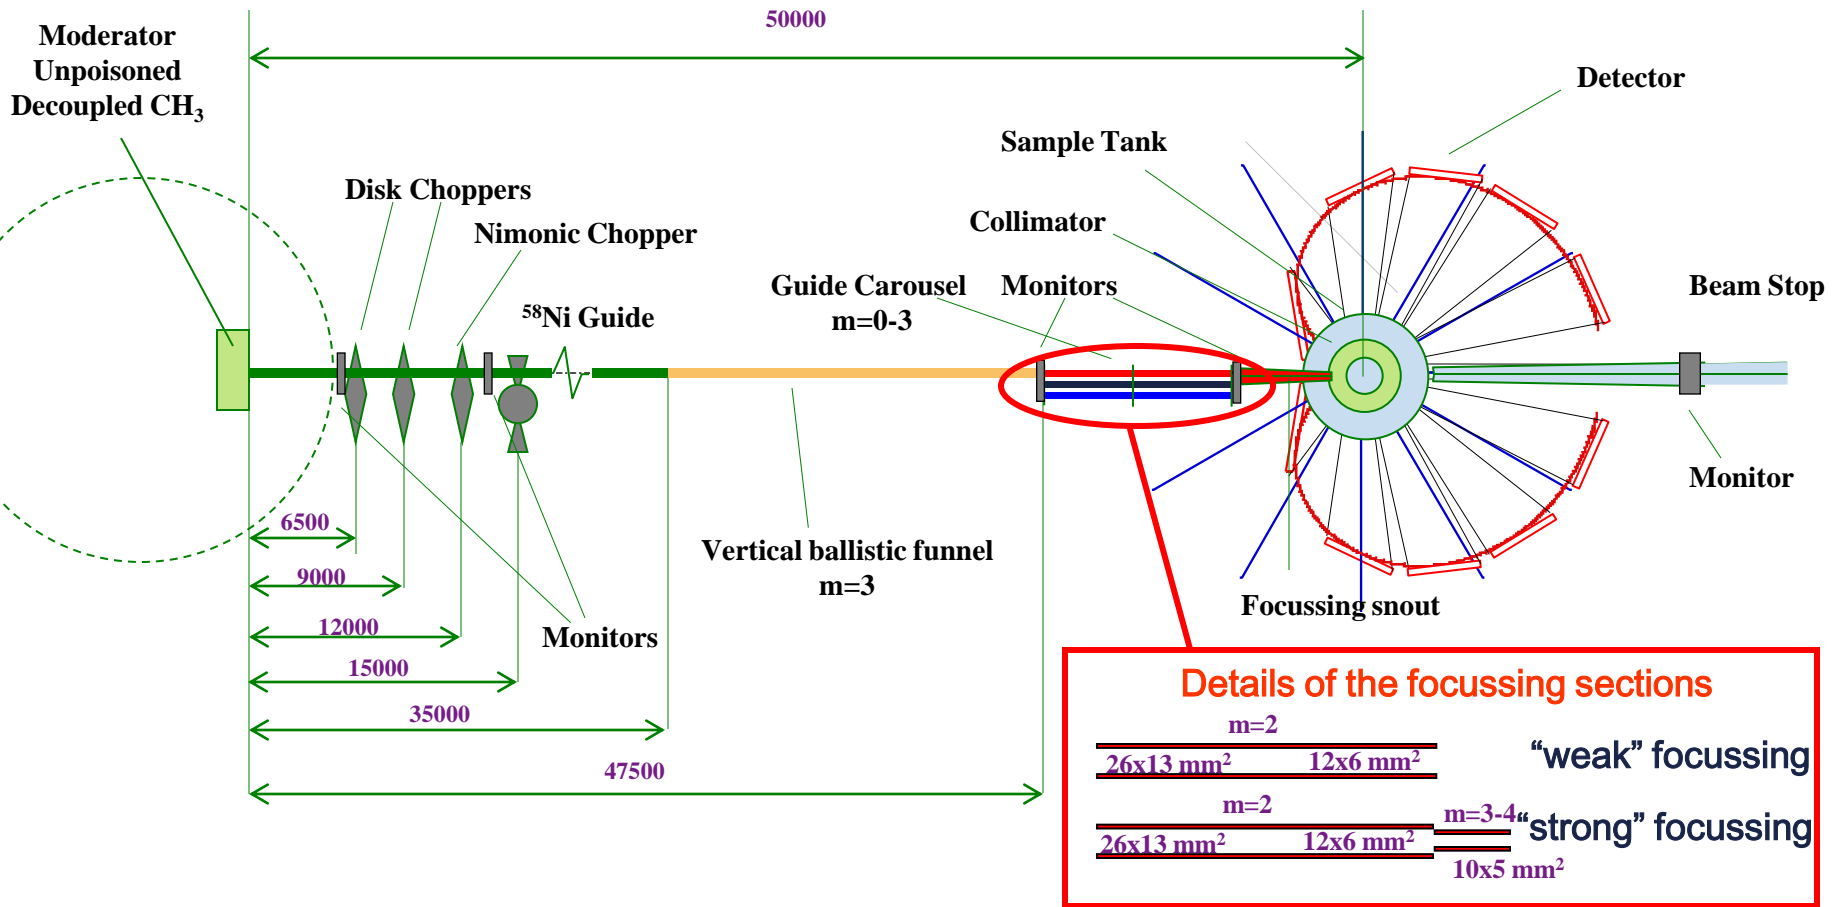 50000
Moderator
Unpoisoned
Decoupled CH₃
Detector
Sample Tank
Disk Choppers
Collimator
Nimonic Chopper
Guide Carousel
m=0-3
Monitors
Beam Stop
⁵⁸Ni Guide
Monitor
6500
Vertical ballistic funnel
m=3
9000
Focussing snout
12000
Monitors
15000
35000
47500
Details of the focussing sections
m=2
26x13 mm²
12x6 mm²
“weak” focussing
m=2
m=3-4
26x13 mm²
12x6 mm²
“strong” focussing
10x5 mm²